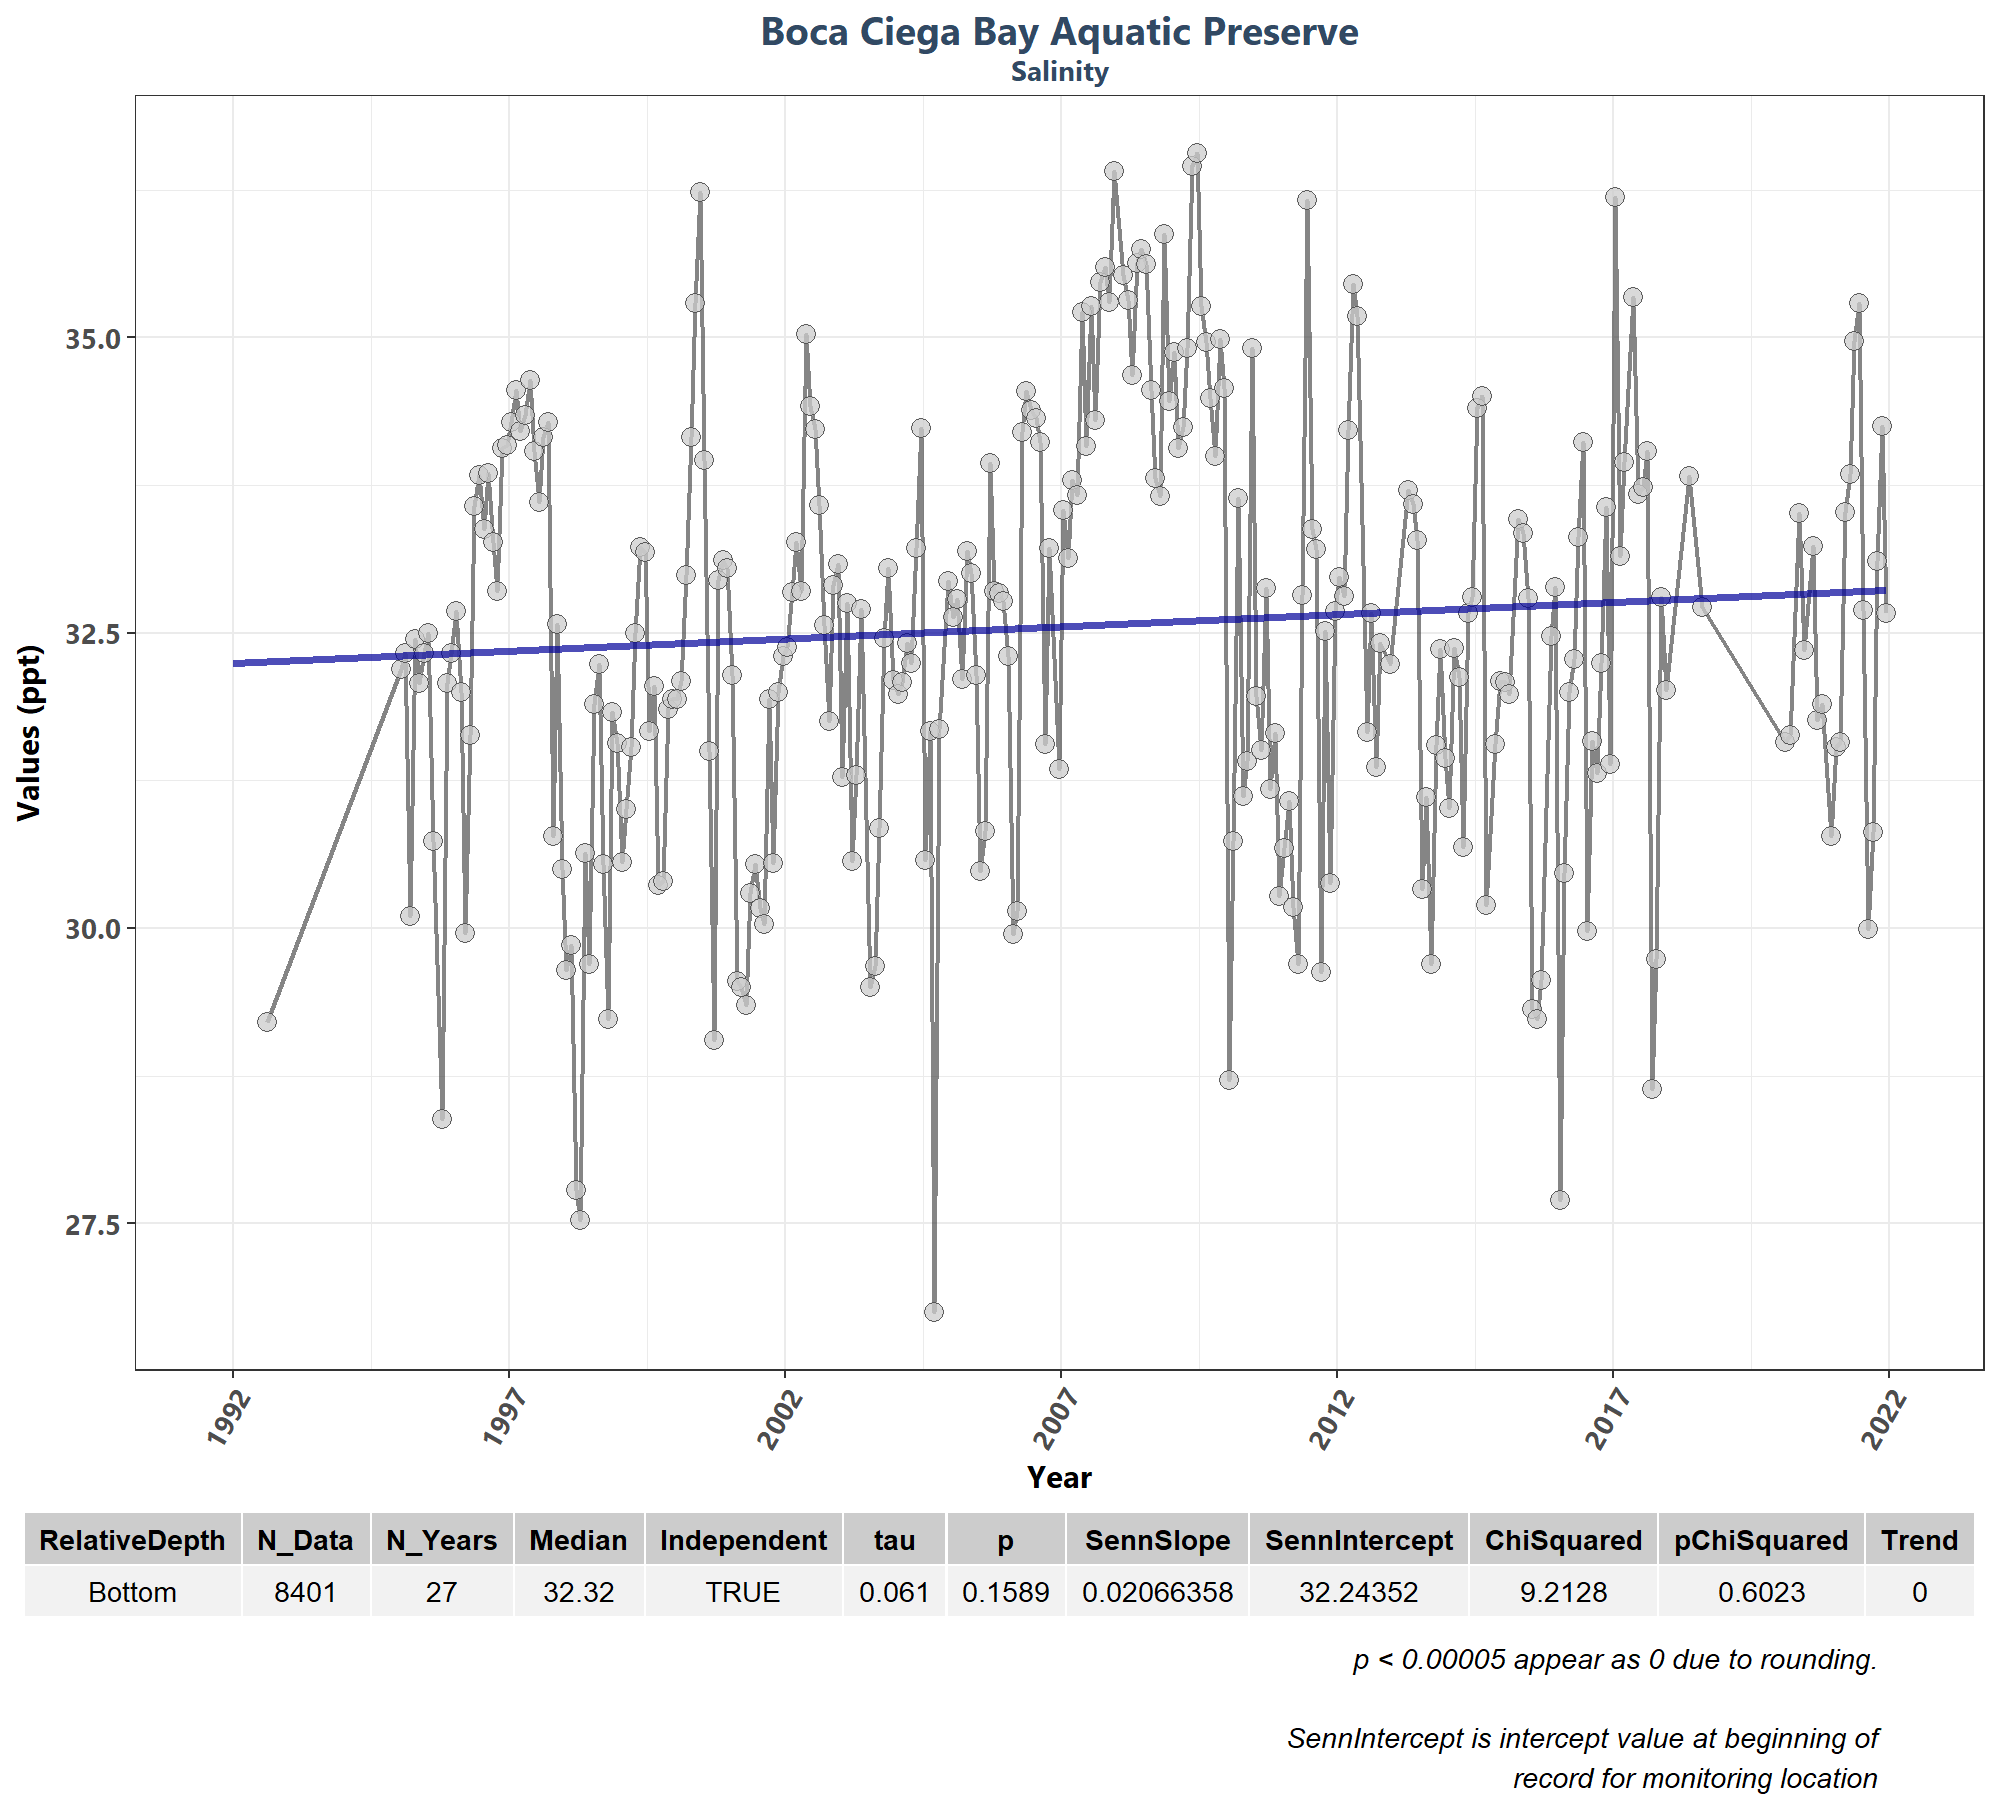 Boca Ciega Bay Aquatic Preserve
Salinity
Values (ppt)
35.0
32.5
30.0
27.5
1992 1997 2002 2007 2012 2017 2022
Year
RelativeDepth N_Data N_Years Median Independent tau p SennSlope SennIntercept ChiSquared pChiSquared Trend
Bottom 8401 27 32.32 TRUE 0.061 0.1589 0.02066358 32.24352 9.2128 0.6023 0
p < 0.00005 appear as 0 due to rounding.
SennIntercept is intercept value at beginning of
record for monitoring location